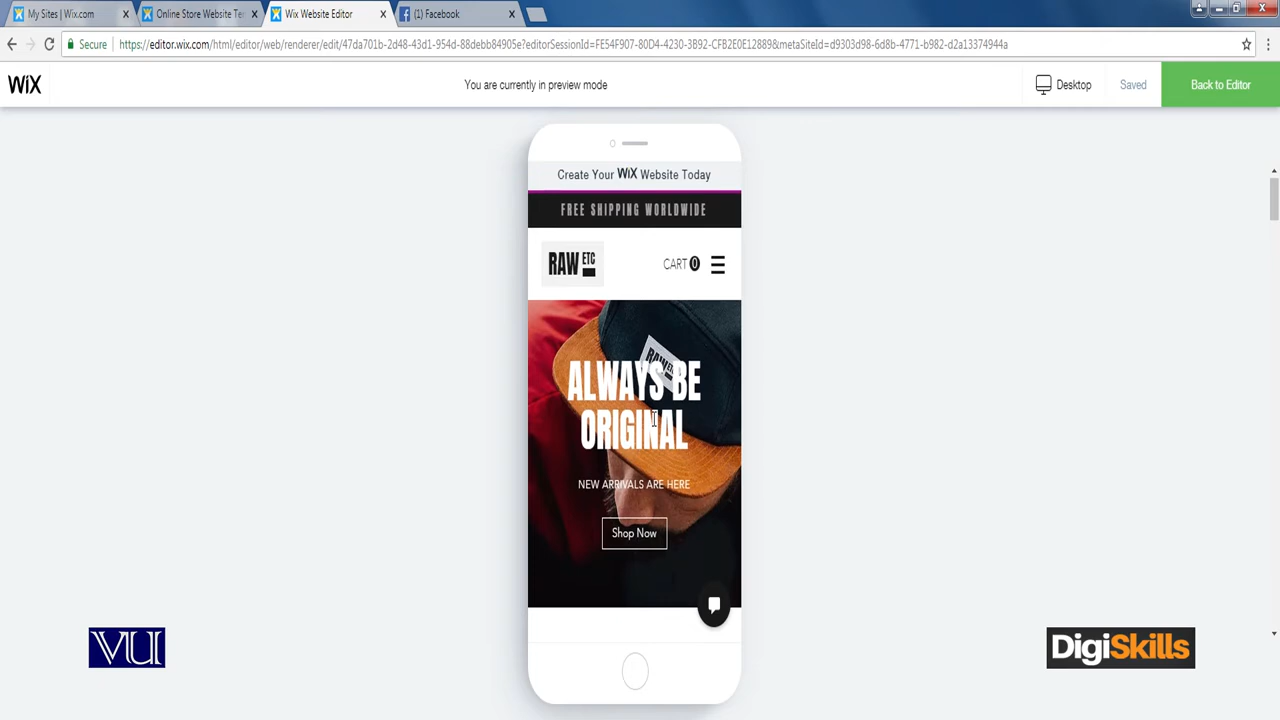 My Sites | Wix.com
Online Store Website Te
Wix Website Editor
(1) Facebook
Secure
https://editor.wix.com/html/editor/web/renderer/edit/47da701b-2d48-43d1-954d-88debb84905e?editorSessionId=FE54F907-80D4-4230-3B92-CFB2E0E12889&metaSiteId=d9303d98-6d8b-4771-b982-d2a13374944a
WiX
You are currently in preview mode
Desktop
Saved
Back to Editor
Create Your WiX Website Today
FREE SHIPPING WORLDWIDE
RAW ETC
CART 0
RAW ETC
ALWAYS BE
ORIGINAL
NEW ARRIVALS ARE HERE
Shop Now
VU
DigiSkills